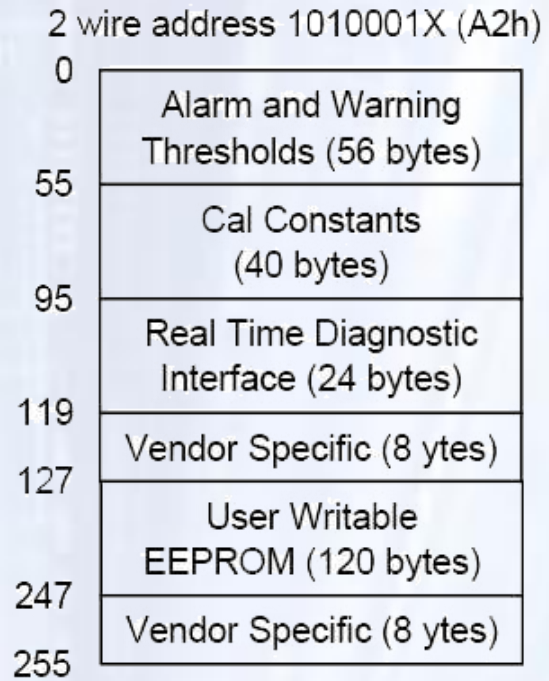 2 wire address 1010001X (A2h)
0
Alarm and Warning
Thresholds (56 bytes)
55
Cal Constants
(40 bytes)
95
Real Time Diagnostic
Interface (24 bytes)
119
Vendor Specific (8 ytes)
127
User Writable
EEPROM (120 bytes)
247
Vendor Specific (8 ytes)
255